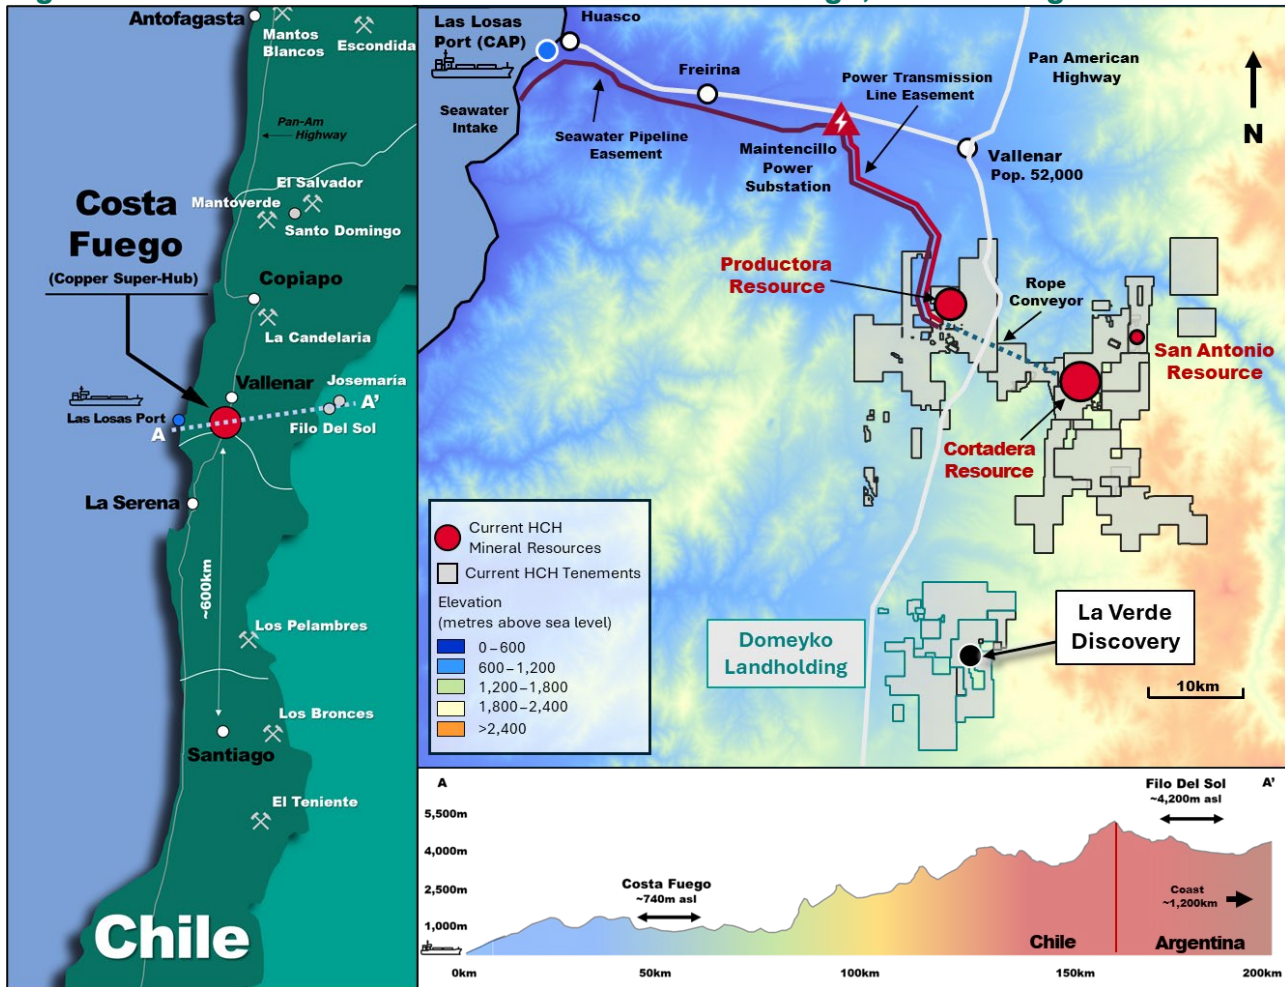 Antofagasta
Mantos
Blancos
Escondida
Pan-Am
Highway
El Salvador
Mantoverde
Santo Domingo
Costa
Fuego
(Copper Super-Hub)
Copiapo
La Candelaria
Vallenar
Josemaría
A'
Las Losas Port
A
Filo Del Sol
La Serena
~600km
Los Pelambres
Los Bronces
Santiago
El Teniente
Chile
Las Losas
Port (CAP)
Huasco
Freirina
Seawater
Intake
Seawater Pipeline
Easement
Power Transmission
Line Easement
Pan American
Highway
N
Maintencillo
Power
Substation
Vallenar
Pop. 52,000
Productora
Resource
Rope
Conveyor
San Antonio
Resource
Cortadera
Resource
Current HCH
Mineral Resources
Current HCH Tenements
Elevation
(metres above sea level)
0–600
600–1,200
1,200–1,800
1,800–2,400
>2,400
Domeyko
Landholding
La Verde
Discovery
10km
A
A'
Filo Del Sol
~4,200m asl
5,500m
4,000m
2,500m
1,000m
Costa Fuego
~740m asl
Coast
~1,200km
Chile
Argentina
0km
50km
100km
150km
200km